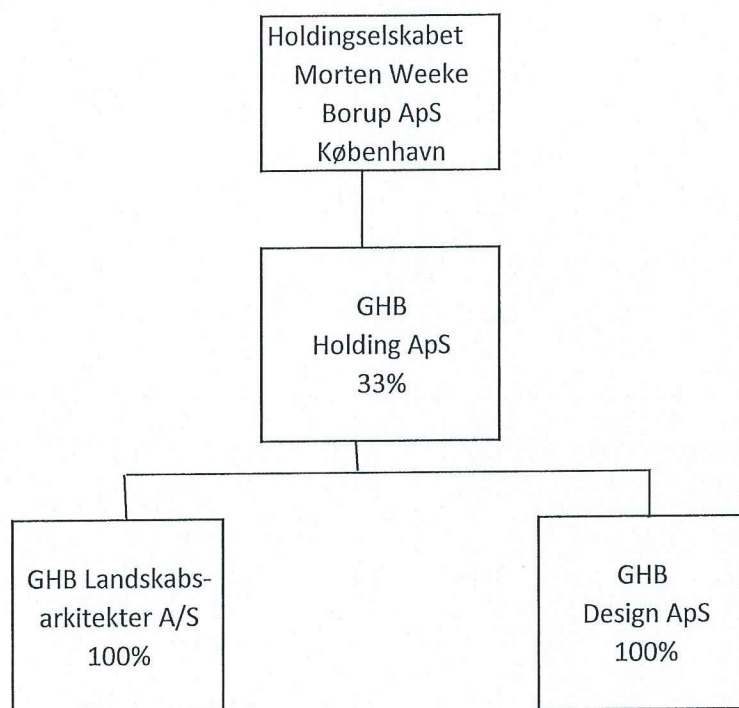 Holdingselskabet
Morten Weeke
Borup ApS
København
GHB
Holding ApS
33%
GHB Landskabs-
arkitekter A/S
100%
GHB
Design ApS
100%